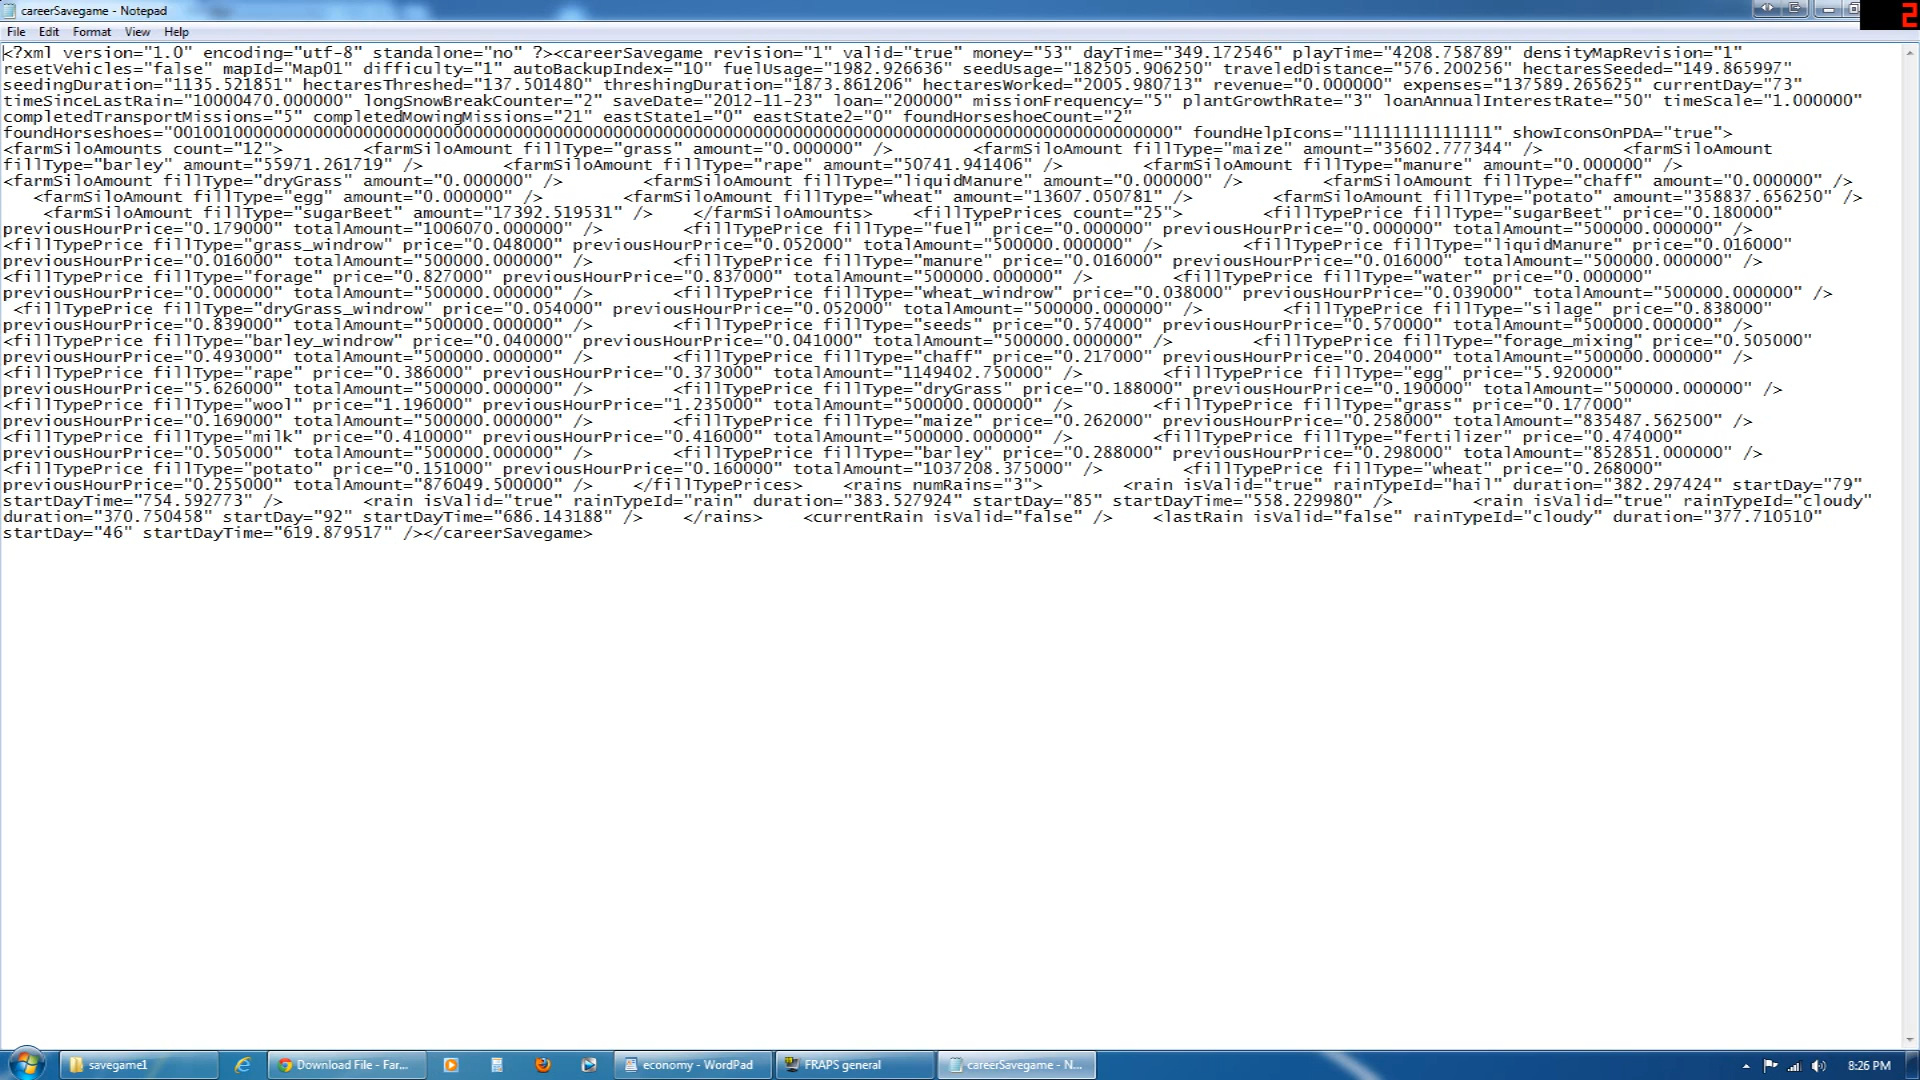 careerSavegame - Notepad
2
File Edit Format View Help
<?xml version="1.0" encoding="utf-8" standalone="no" ?><careerSavegame revision="1" valid="true" money="53" dayTime="349.172546" playTime="4208.758789" densityMapRevision="1"
resetVehicles="false" mapId="Map01" difficulty="1" autoBackupIndex="10" fuelUsage="1982.926636" seedUsage="182505.906250" traveledDistance="576.200256" hectaresSeeded="149.865997"
seedingDuration="1135.521851" hectaresThreshed="137.501480" threshingDuration="1873.861206" hectaresWorked="2005.980713" revenue="0.000000" expenses="137589.265625" currentDay="73"
timeSinceLastRain="10000470.000000" longSnowBreakCounter="2" saveDate="2012-11-23" loan="200000" missionFrequency="5" plantGrowthRate="3" loanAnnualInterestRate="50" timeScale="1.000000"
completedTransportMissions="5" completedMowingMissions="21" eastState1="0" eastState2="0" foundHorseshoeCount="2"
foundHorseshoes="0010010000000000000000000000000000000000000000000000000000000000000000000000000000000000000000000000" foundHelpIcons="11111111111111" showIconsOnPDA="true">
<farmSiloAmounts count="12">        <farmSiloAmount fillType="grass" amount="0.000000" />        <farmSiloAmount fillType="maize" amount="35602.777344" />        <farmSiloAmount
fillType="barley" amount="55971.261719" />        <farmSiloAmount fillType="rape" amount="50741.941406" />        <farmSiloAmount fillType="manure" amount="0.000000" />
<farmSiloAmount fillType="dryGrass" amount="0.000000" />        <farmSiloAmount fillType="liquidManure" amount="0.000000" />        <farmSiloAmount fillType="chaff" amount="0.000000" />
<farmSiloAmount fillType="egg" amount="0.000000" />        <farmSiloAmount fillType="wheat" amount="13607.050781" />        <farmSiloAmount fillType="potato" amount="358837.656250" />
<farmSiloAmount fillType="sugarBeet" amount="17392.519531" />    </farmSiloAmounts>    <fillTypePrices count="25">        <fillTypePrice fillType="sugarBeet" price="0.180000"
previousHourPrice="0.179000" totalAmount="1006070.000000" />        <fillTypePrice fillType="fuel" price="0.000000" previousHourPrice="0.000000" totalAmount="500000.000000" />
<fillTypePrice fillType="grass_windrow" price="0.048000" previousHourPrice="0.052000" totalAmount="500000.000000" />        <fillTypePrice fillType="liquidManure" price="0.016000"
previousHourPrice="0.016000" totalAmount="500000.000000" />        <fillTypePrice fillType="manure" price="0.016000" previousHourPrice="0.016000" totalAmount="500000.000000" />
<fillTypePrice fillType="forage" price="0.827000" previousHourPrice="0.837000" totalAmount="500000.000000" />        <fillTypePrice fillType="water" price="0.000000"
previousHourPrice="0.000000" totalAmount="500000.000000" />        <fillTypePrice fillType="wheat_windrow" price="0.038000" previousHourPrice="0.039000" totalAmount="500000.000000" />
<fillTypePrice fillType="dryGrass_windrow" price="0.054000" previousHourPrice="0.052000" totalAmount="500000.000000" />        <fillTypePrice fillType="silage" price="0.838000"
previousHourPrice="0.839000" totalAmount="500000.000000" />        <fillTypePrice fillType="seeds" price="0.574000" previousHourPrice="0.570000" totalAmount="500000.000000" />
<fillTypePrice fillType="barley_windrow" price="0.040000" previousHourPrice="0.041000" totalAmount="500000.000000" />        <fillTypePrice fillType="forage_mixing" price="0.505000"
previousHourPrice="0.493000" totalAmount="500000.000000" />        <fillTypePrice fillType="chaff" price="0.217000" previousHourPrice="0.204000" totalAmount="500000.000000" />
<fillTypePrice fillType="rape" price="0.386000" previousHourPrice="0.373000" totalAmount="1149402.750000" />        <fillTypePrice fillType="egg" price="5.920000"
previousHourPrice="5.626000" totalAmount="500000.000000" />        <fillTypePrice fillType="dryGrass" price="0.188000" previousHourPrice="0.190000" totalAmount="500000.000000" />
<fillTypePrice fillType="wool" price="1.196000" previousHourPrice="1.235000" totalAmount="500000.000000" />        <fillTypePrice fillType="grass" price="0.177000"
previousHourPrice="0.169000" totalAmount="500000.000000" />        <fillTypePrice fillType="maize" price="0.262000" previousHourPrice="0.258000" totalAmount="835487.562500" />
<fillTypePrice fillType="milk" price="0.410000" previousHourPrice="0.416000" totalAmount="500000.000000" />        <fillTypePrice fillType="fertilizer" price="0.474000"
previousHourPrice="0.505000" totalAmount="500000.000000" />        <fillTypePrice fillType="barley" price="0.288000" previousHourPrice="0.298000" totalAmount="852851.000000" />
<fillTypePrice fillType="potato" price="0.151000" previousHourPrice="0.160000" totalAmount="1037208.375000" />        <fillTypePrice fillType="wheat" price="0.268000"
previousHourPrice="0.255000" totalAmount="876049.500000" />    </fillTypePrices>    <rains numRains="3">        <rain isValid="true" rainTypeId="hail" duration="382.297424" startDay="79"
startDayTime="754.592773" />        <rain isValid="true" rainTypeId="rain" duration="383.527924" startDay="85" startDayTime="558.229980" />        <rain isValid="true" rainTypeId="cloudy"
duration="370.750458" startDay="92" startDayTime="686.143188" />    </rains>    <currentRain isValid="false" />    <lastRain isValid="false" rainTypeId="cloudy" duration="377.710510"
startDay="46" startDayTime="619.879517" /></careerSavegame>
savegame1
Download File - Far...
economy - WordPad
FRAPS general
careerSavegame - N...
8:26 PM